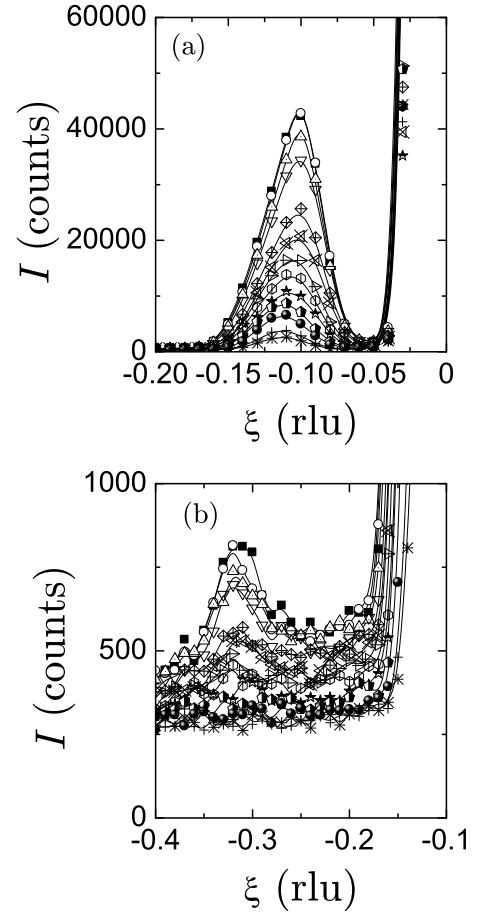 60000
(a)
40000
20000
0
I (counts)
-0.20 -0.15 -0.10 -0.05 0
ξ (rlu)
1000
(b)
500
0
I (counts)
-0.4 -0.3 -0.2 -0.1
ξ (rlu)